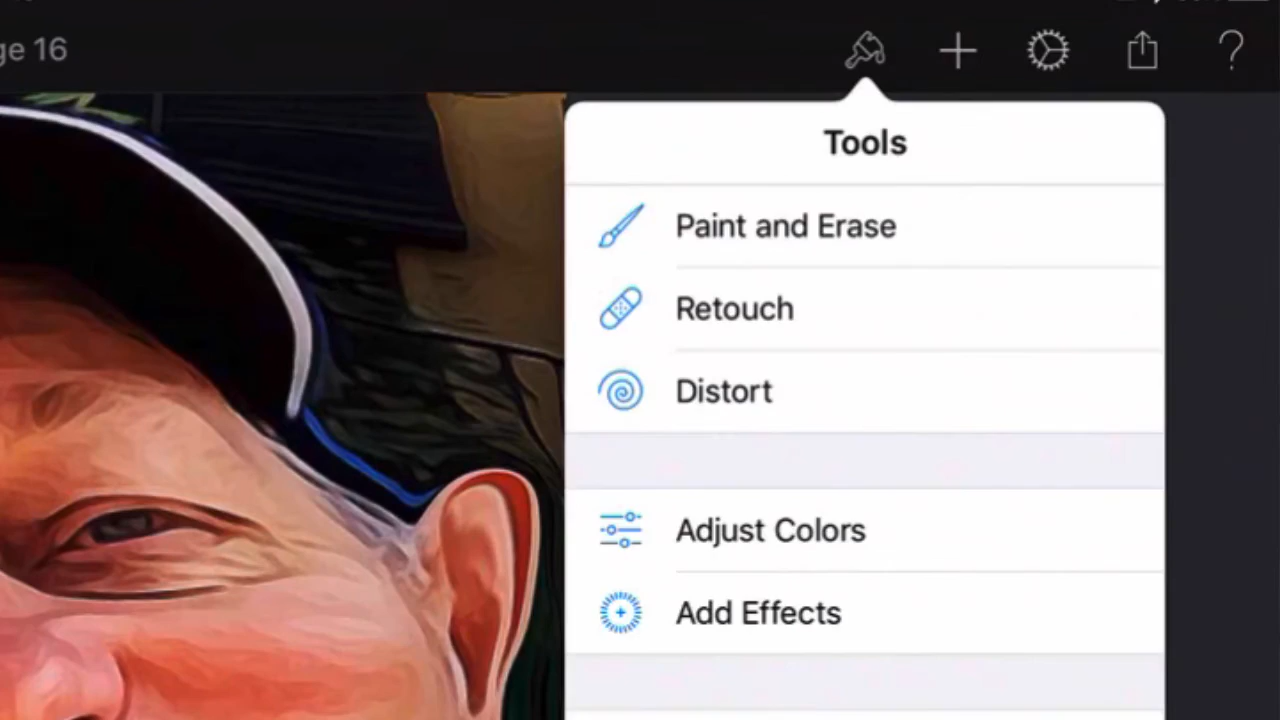 ge 16
Tools
Paint and Erase
Retouch
Distort
Adjust Colors
Add Effects